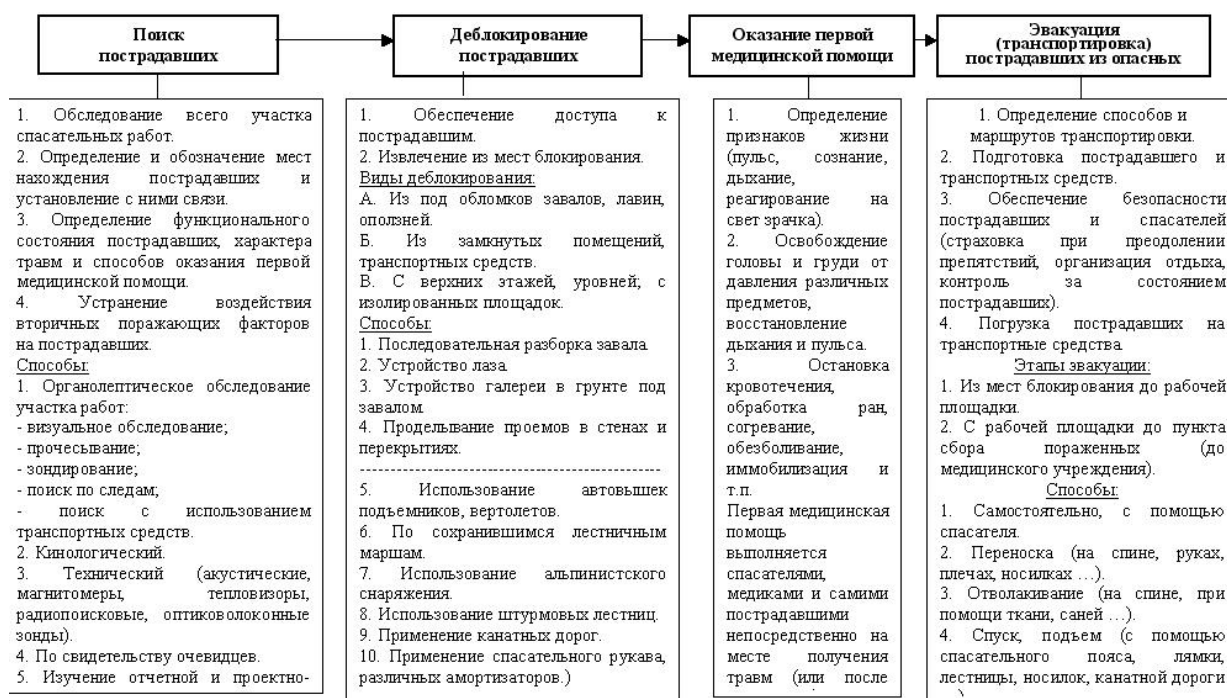 Поиск
пострадавших
Деблокирование
пострадавших
Оказание первой
медицинской помощи
Эвакуация
(транспортировка)
пострадавших из опасных
1. Обследование всего участка
спасательных работ.
2. Определение и обозначение мест
нахождения пострадавших и
установление с ними связи.
3. Определение функционального
состояния пострадавших, характера
травм и способов оказания первой
медицинской помощи.
4. Устранение воздействия
вторичных поражающих факторов
на пострадавших.
Способы:
1. Органолептическое обследование
участка работ:
- визуальное обследование;
- прочесывание;
- зондирование;
- поиск по следам;
- поиск с использованием
транспортных средств.
2. Кинологический.
3. Технический (акустические,
магнитомеры, тепловизоры,
радиопоисковые, оптиковолоконные
зонды).
4. По свидетельству очевидцев.
5. Изучение отчетной и проектно-
1. Обеспечение доступа к
пострадавшим.
2. Извлечение из мест блокирования.
Виды деблокирования:
А. Из под обломков завалов, лавин,
оползней.
Б. Из замкнутых помещений,
транспортных средств.
В. С верхних этажей, уровней; с
изолированных площадок.
Способы:
1. Последовательная разборка завала
2. Устройство лаза
3. Устройство галереи в грунте под
завалом
4. Проделывание проемов в стенах и
перекрытиях.
----------------------------------------------------
5. Использование автовышек
подъемников, вертолетов.
6. По сохранившимся лестничным
маршам.
7. Использование альпинистского
снаряжения.
8. Использование штурмовых лестниц.
9. Применение канатных дорог.
10. Применение спасательного рукава,
различных амортизаторов.)
1. Определение
признаков жизни
(пульс, сознание,
дыхание,
реагирование на
свет зрачка).
2. Освобождение
головы и груди от
давления различных
предметов,
восстановление
дыхания и пульса.
3. Остановка
кровотечения,
обработка ран,
согревание,
обезболивание,
иммобилизация и
т.п.
Первая медицинская
помощь
выполняется
спасателями,
медиками и самими
пострадавшими
непосредственно на
месте получения
травм (или после
1. Определение способов и
маршрутов транспортировки.
2. Подготовка пострадавшего и
транспортных средств.
3. Обеспечение безопасности
пострадавших и спасателей
(страховка при преодолении
препятствий, организация отдыха,
контроль за состоянием
пострадавших).
4. Погрузка пострадавших на
транспортные средства
Этапы эвакуации:
1. Из мест блокирования до рабочей
площадки.
2. С рабочей площадки до пункта
сбора пораженных (до
медицинского учреждения).
Способы:
1. Самостоятельно, с помощью
спасателя.
2. Переноска (на спине, руках,
плечах, носилках ...).
3. Отволакивание (на спине, при
помощи ткани, саней ...).
4. Спуск, подъем (с помощью
спасательного пояса, лямки,
лестницы, носилок, канатной дороги